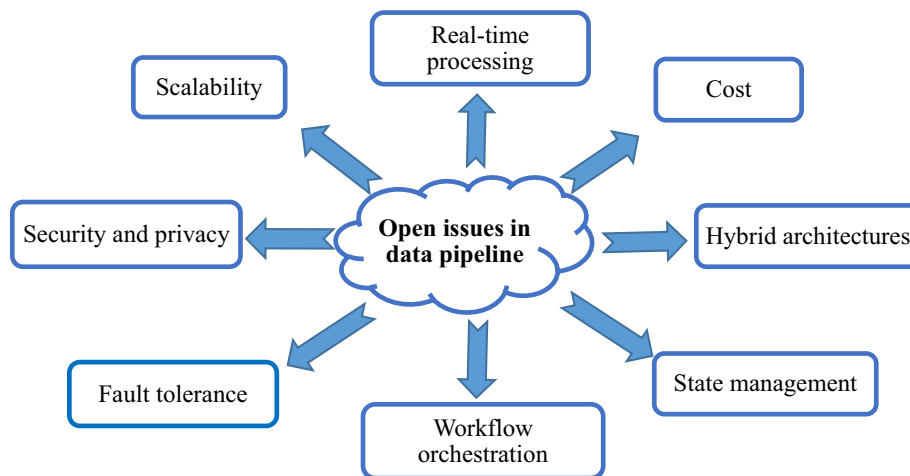 Real-time
processing
Scalability
Cost
Security and privacy
Open issues in
data pipeline
Hybrid architectures
Fault tolerance
State management
Workflow
orchestration